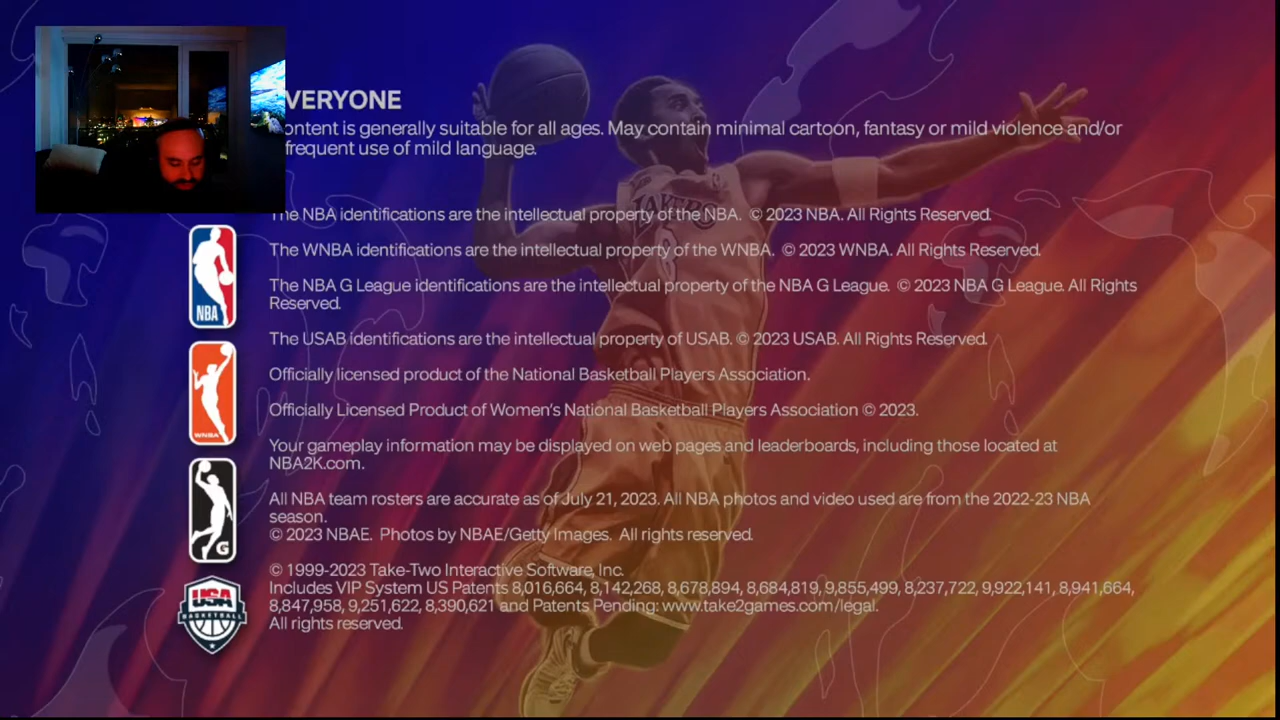 VERYONE
ontent is generally suitable for all ages. May contain minimal cartoon, fantasy or mild violence and/or
frequent use of mild language.
The NBA identifications are the intellectual property of the NBA. © 2023 NBA. All Rights Reserved.
The WNBA identifications are the intellectual property of the WNBA. © 2023 WNBA. All Rights Reserved.
The NBA G League identifications are the intellectual property of the NBA G League. © 2023 NBA G League. All Rights
Reserved.
The USAB identifications are the intellectual property of USAB. © 2023 USAB. All Rights Reserved.
Officially licensed product of the National Basketball Players Association.
Officially Licensed Product of Women's National Basketball Players Association © 2023.
Your gameplay information may be displayed on web pages and leaderboards, including those located at
NBA2K.com.
All NBA team rosters are accurate as of July 21, 2023. All NBA photos and video used are from the 2022-23 NBA
season.
© 2023 NBAE. Photos by NBAE/Getty Images. All rights reserved.
© 1999-2023 Take-Two Interactive Software, Inc.
Includes VIP System US Patents 8,016,664, 8,142,268, 8,678,894, 8,684,819, 9,855,499, 8,237,722, 9,922,141, 8,941,664,
8,847,958, 9,251,622, 8,390,621 and Patents Pending: www.take2games.com/legal.
All rights reserved.
NBA
WNBA
G
USA
BASKETBALL
LAKERS
8